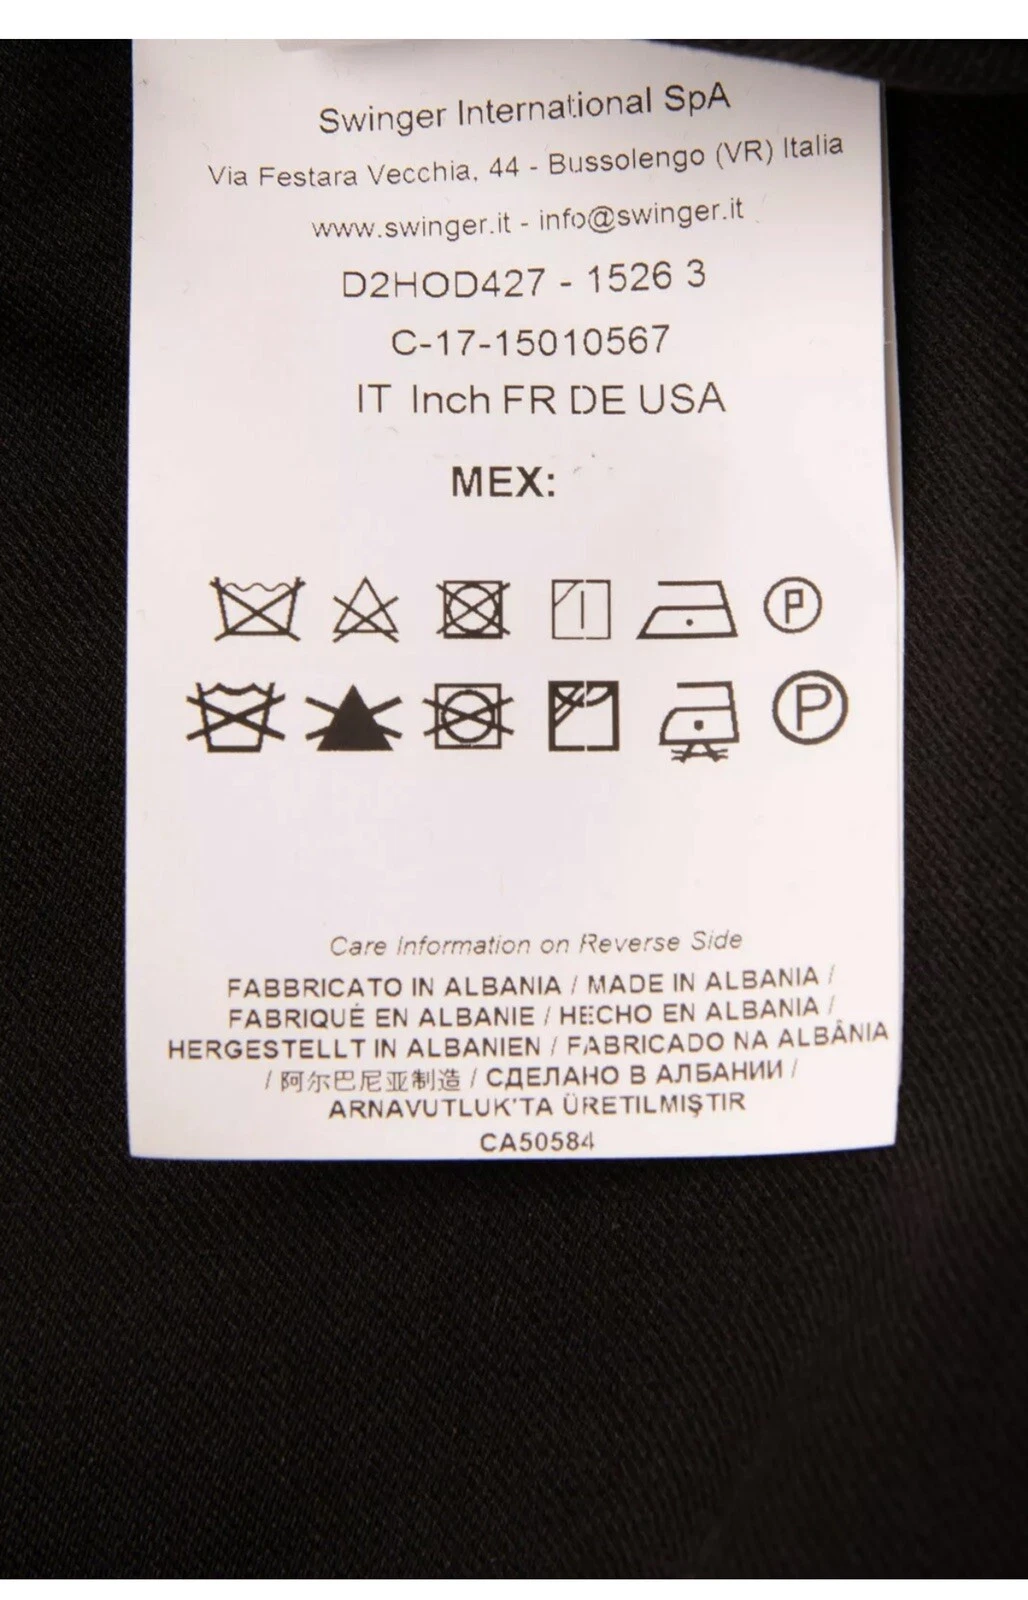 Swinger International SpA
Via Festara Vecchia, 44 - Bussolengo (VR) Italia
www.swinger.it - info@swinger.it
D2HOD427 - 1526 3
C-17-15010567
IT Inch FR DE USA
MEX:
P
P
Care Information on Reverse Side
FABBRICATO IN ALBANIA / MADE IN ALBANIA /
FABRIQUÉ EN ALBANIE / HECHO EN ALBANIA /
HERGESTELLT IN ALBANIEN / FABRICADO NA ALBÂNIA
/ 阿尔巴尼亚制造 / СДЕЛАНО В АЛБАНИИ /
ARNAVUTLUK'TA ÜRETILMIŞTIR
CA50584